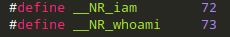 #define __NR_iam 72
#define __NR_whoami 73